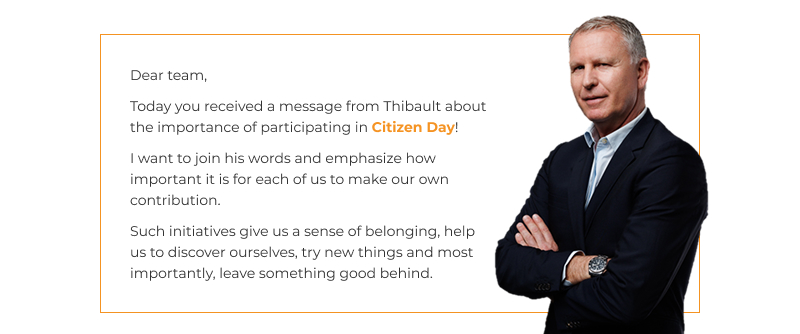 Dear team,
Today you received a message from Thibault about
the importance of participating in Citizen Day!
I want to join his words and emphasize how
important it is for each of us to make our own
contribution.
Such initiatives give us a sense of belonging, help
us to discover ourselves, try new things and most
importantly, leave something good behind.